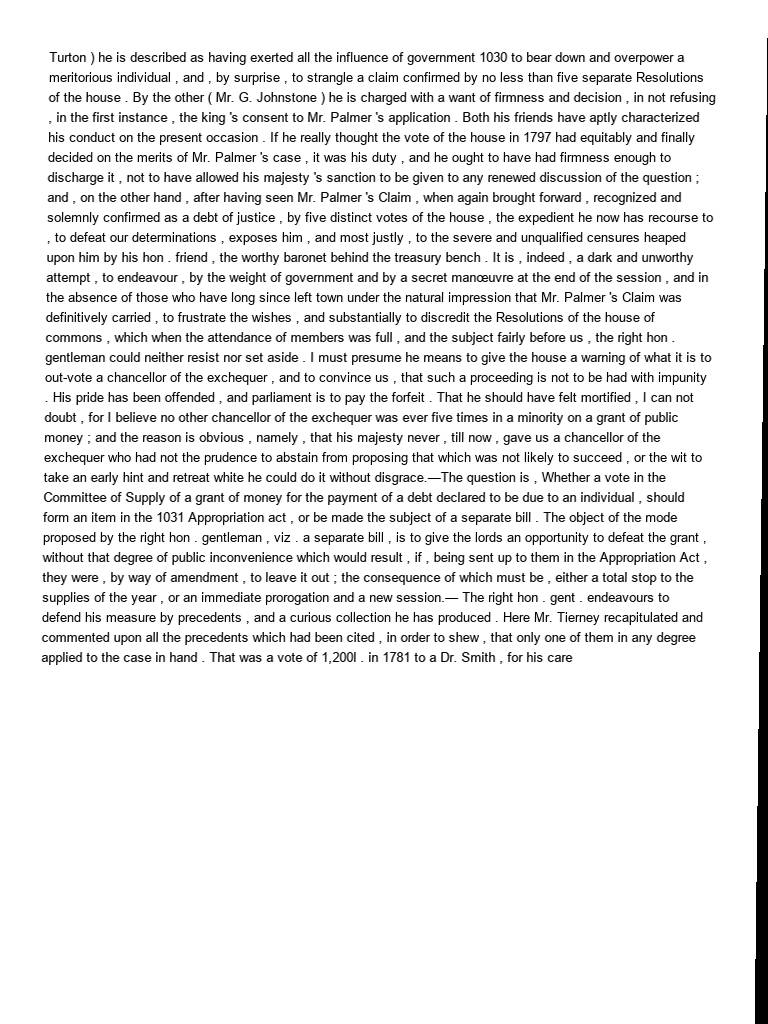 Turton ) he is described as having exerted all the influence of government 1030 to bear down and overpower a
meritorious individual , and , by surprise , to strangle a claim confirmed by no less than five separate Resolutions
of the house . By the other ( Mr. G. Johnstone ) he is charged with a want of firmness and decision , in not refusing
, in the first instance , the king 's consent to Mr. Palmer 's application . Both his friends have aptly characterized
his conduct on the present occasion . If he really thought the vote of the house in 1797 had equitably and finally
decided on the merits of Mr. Palmer 's case , it was his duty , and he ought to have had firmness enough to
discharge it , not to have allowed his majesty 's sanction to be given to any renewed discussion of the question ;
and , on the other hand , after having seen Mr. Palmer 's Claim , when again brought forward , recognized and
solemnly confirmed as a debt of justice , by five distinct votes of the house , the expedient he now has recourse to
, to defeat our determinations , exposes him , and most justly , to the severe and unqualified censures heaped
upon him by his hon . friend , the worthy baronet behind the treasury bench . It is , indeed , a dark and unworthy
attempt , to endeavour , by the weight of government and by a secret manœuvre at the end of the session , and in
the absence of those who have long since left town under the natural impression that Mr. Palmer 's Claim was
definitively carried , to frustrate the wishes , and substantially to discredit the Resolutions of the house of
commons , which when the attendance of members was full , and the subject fairly before us , the right hon .
gentleman could neither resist nor set aside . I must presume he means to give the house a warning of what it is to
out-vote a chancellor of the exchequer , and to convince us , that such a proceeding is not to be had with impunity
. His pride has been offended , and parliament is to pay the forfeit . That he should have felt mortified , I can not
doubt , for I believe no other chancellor of the exchequer was ever five times in a minority on a grant of public
money ; and the reason is obvious , namely , that his majesty never , till now , gave us a chancellor of the
exchequer who had not the prudence to abstain from proposing that which was not likely to succeed , or the wit to
take an early hint and retreat white he could do it without disgrace.—The question is , Whether a vote in the
Committee of Supply of a grant of money for the payment of a debt declared to be due to an individual , should
form an item in the 1031 Appropriation act , or be made the subject of a separate bill . The object of the mode
proposed by the right hon . gentleman , viz . a separate bill , is to give the lords an opportunity to defeat the grant ,
without that degree of public inconvenience which would result , if , being sent up to them in the Appropriation Act ,
they were , by way of amendment , to leave it out ; the consequence of which must be , either a total stop to the
supplies of the year , or an immediate prorogation and a new session.— The right hon . gent . endeavours to
defend his measure by precedents , and a curious collection he has produced . Here Mr. Tierney recapitulated and
commented upon all the precedents which had been cited , in order to shew , that only one of them in any degree
applied to the case in hand . That was a vote of 1,200l . in 1781 to a Dr. Smith , for his care